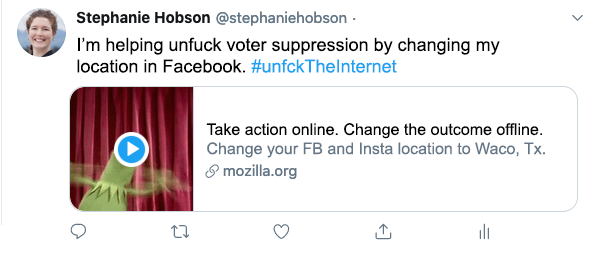 Stephanie Hobson @stephaniehobson ·
I’m helping unfuck voter suppression by changing my
location in Facebook. #unfckTheInternet
Take action online. Change the outcome offline.
Change your FB and Insta location to Waco, Tx.
mozilla.org